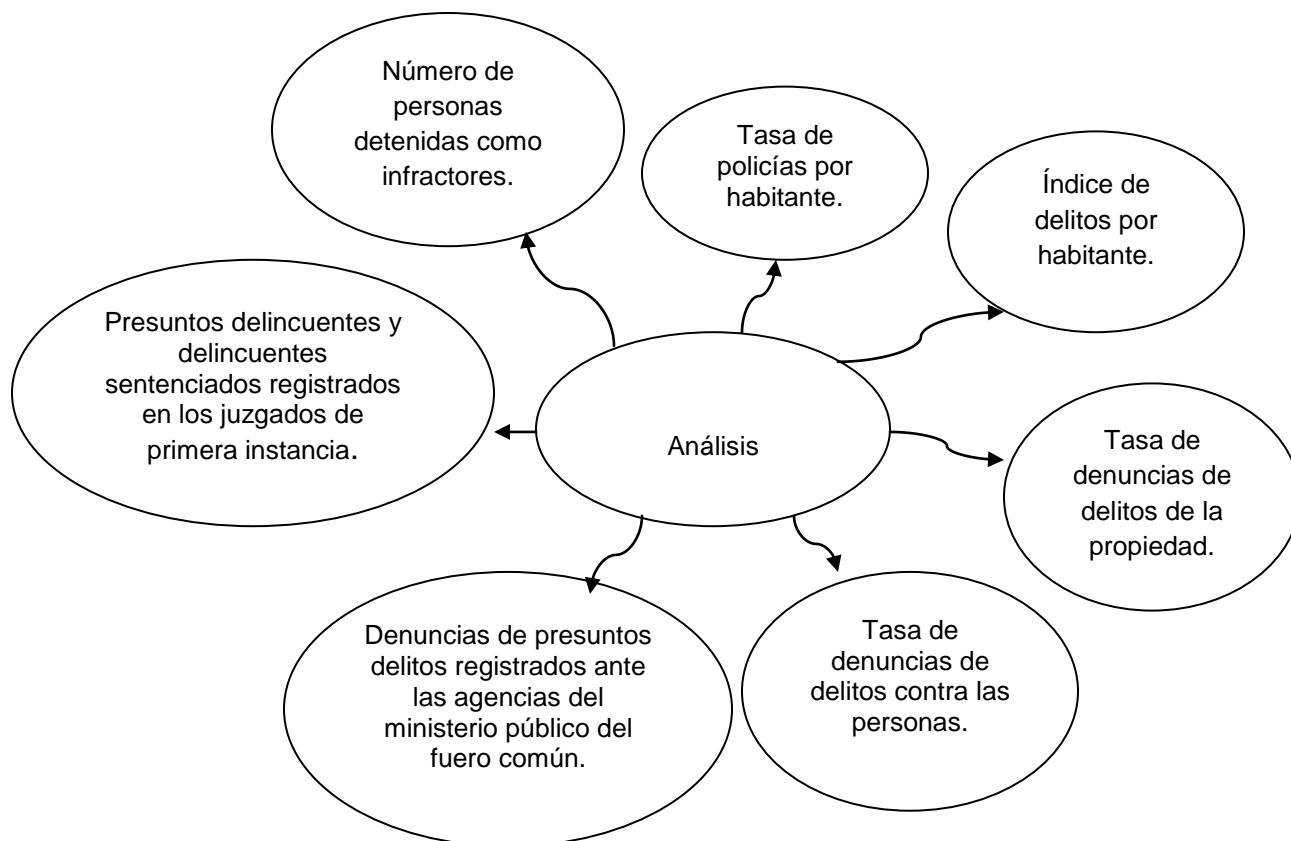 Número de
personas
detenidas como
infractores.
Tasa de
policías por
habitante.
Índice de
delitos por
habitante.
Presuntos delincuentes y
delincuentes
sentenciados registrados
en los juzgados de
primera instancia.
Análisis
Tasa de
denuncias de
delitos de la
propiedad.
Denuncias de presuntos
delitos registrados ante
las agencias del
ministerio público del
fuero común.
Tasa de
denuncias de
delitos contra las
personas.